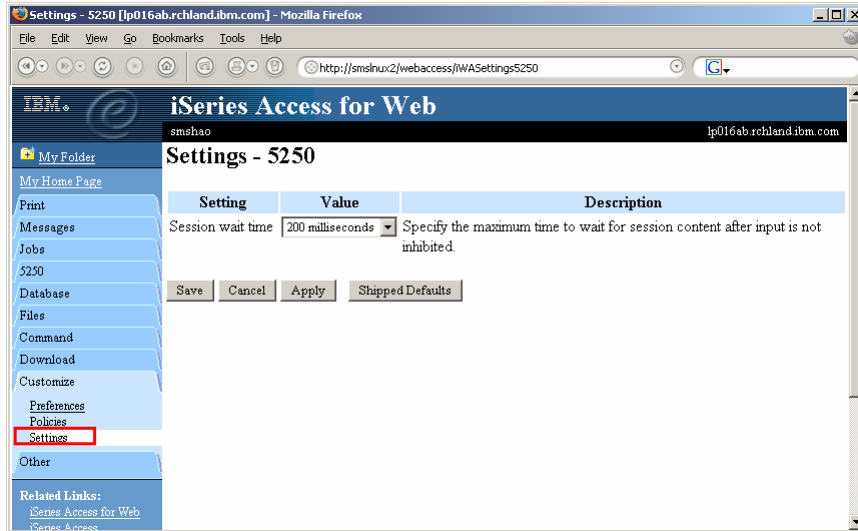 Settings - 5250 [lp016ab.rchland.ibm.com] - Mozilla Firefox
File Edit View Go Bookmarks Tools Help
http://smslnux2/webaccess/iWASettings5250
G
IBM
e
iSeries Access for Web
smshao lp016ab.rchland.ibm.com
My Folder
My Home Page
Print
Messages
Jobs
5250
Database
Files
Command
Download
Customize
Preferences
Policies
Settings
Other
Related Links:
iSeries Access for Web
iSeries Access
Settings - 5250
Setting Value Description
Session wait time 200 milliseconds Specify the maximum time to wait for session content after input is not
inhibited.
Save Cancel Apply Shipped Defaults